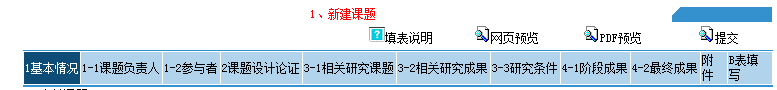 1、新建课题
填表说明 网页预览 PDF预览 提交
1基本情况 1-1课题负责人 1-2参与者 2课题设计论证 3-1相关研究课题 3-2相关研究成果 3-3研究条件 4-1阶段成果 4-2最终成果 附件 B表填写